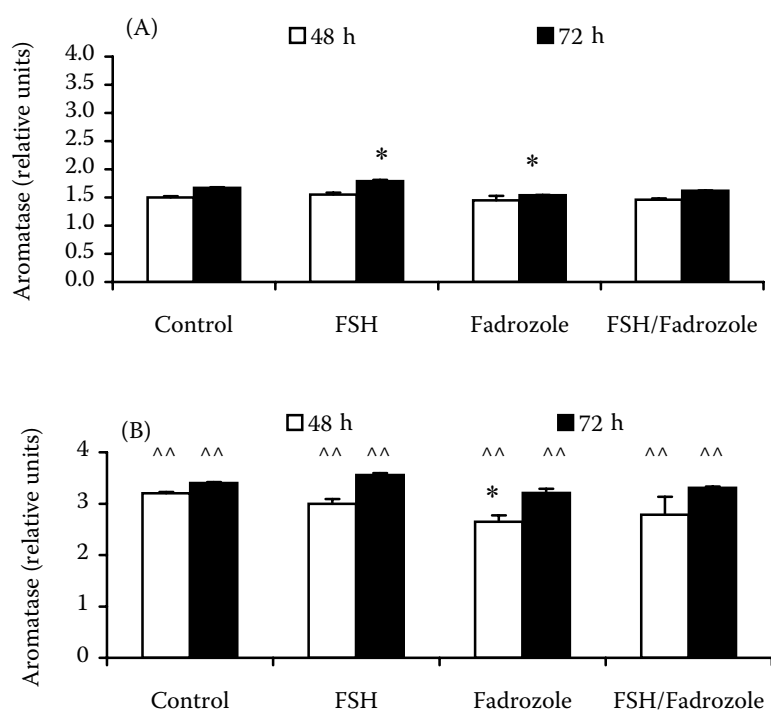 (A)
48 h 72 h
Aromatase (relative units)
4.0
3.5
3.0
2.5
2.0
1.5
1.0
0.5
0.0
* *
Control FSH Fadrozole FSH/Fadrozole
(B)
48 h 72 h
Aromatase (relative units)
^^ ^^ ^^ ^^ ^^ ^^ ^^ ^^
4
3
2
1
0
*
Control FSH Fadrozole FSH/Fadrozole